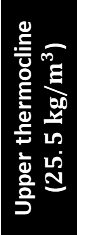 Upper thermocline
(25. 5 kg/m³)